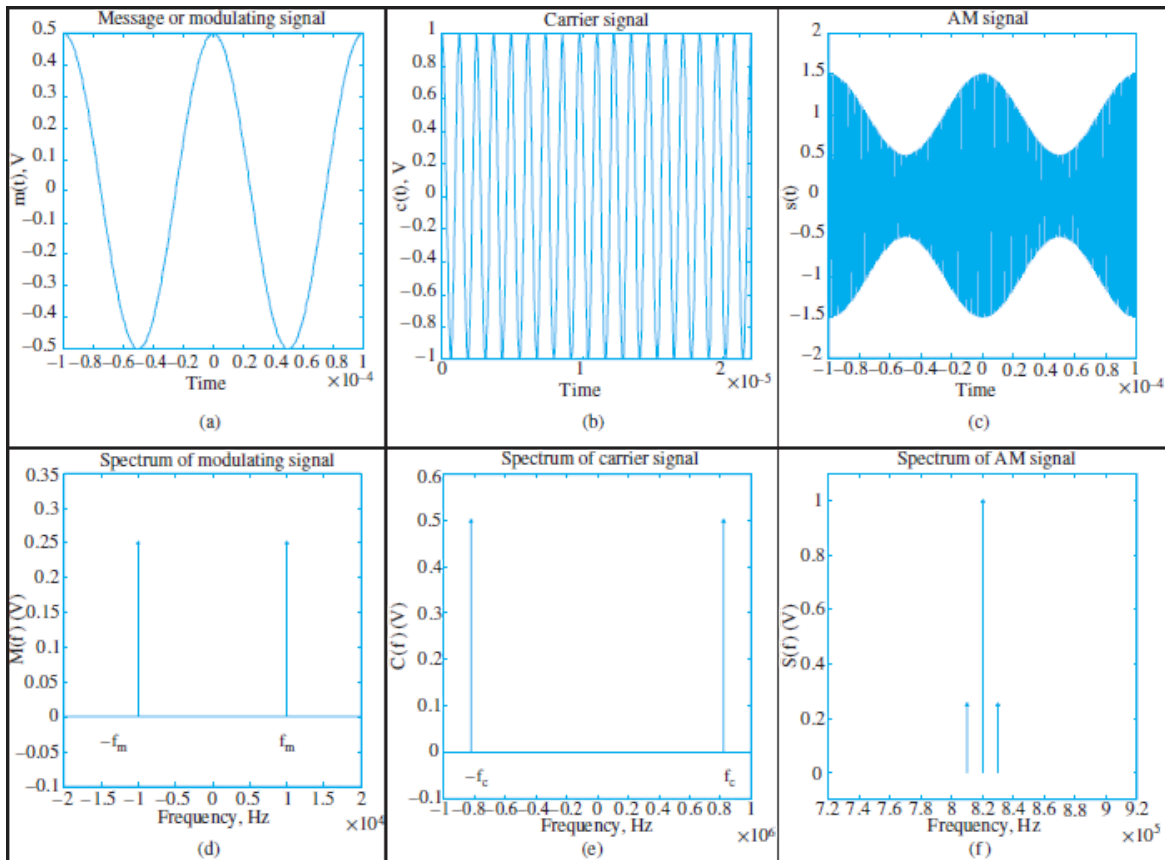 Message or modulating signal
0.5
0.4
0.3
0.2
0.1
0
–0.1
–0.2
–0.3
–0.4
–0.5
m(t), V
–1 –0.8 –0.6 –0.4 –0.2 0 0.2 0.4 0.6 0.8 1
×10⁻⁴
Time
(a)
Carrier signal
1
0.8
0.6
0.4
0.2
0
–0.2
–0.4
–0.6
–0.8
–1
c(t), V
0 1 2
×10⁻⁵
Time
(b)
AM signal
2
1.5
1
0.5
0
–0.5
–1
–1.5
–2
s(t)
–1 –0.8 –0.6 –0.4 –0.2 0 0.2 0.4 0.6 0.8 1
×10⁻⁴
Time
(c)
Spectrum of modulating signal
0.35
0.3
0.25
0.2
0.15
0.1
0.05
0
–0.05
–0.1
M(f) (V)
–fm
fm
–2 –1.5 –1 –0.5 0 0.5 1 1.5 2
Frequency, Hz
×10⁴
(d)
Spectrum of carrier signal
0.6
0.5
0.4
0.3
0.2
0.1
0
–0.1
C(f) (V)
–fc
fc
–1 –0.8 –0.6 –0.4 –0.2 0 0.2 0.4 0.6 0.8 1
Frequency, Hz
×10⁶
(e)
Spectrum of AM signal
1
0.8
0.6
0.4
0.2
0
S(f) (V)
7.2 7.4 7.6 7.8 8 8.2 8.2 8.4 8.6 8.8 9 9.2
Frequency, Hz
×10⁵
(f)